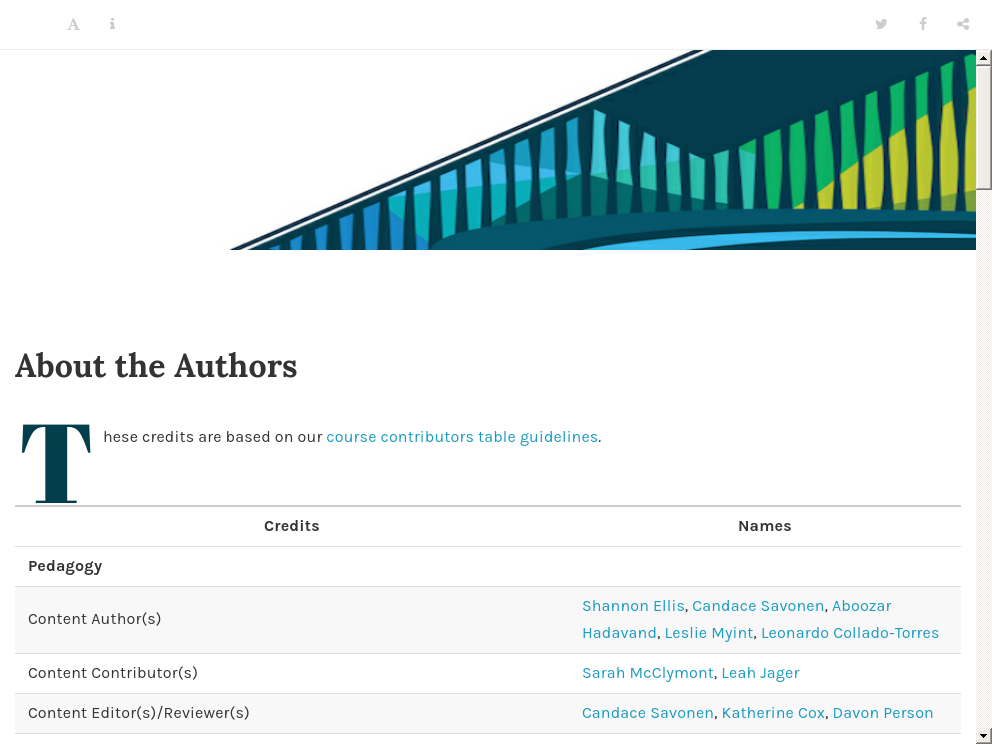 About the Authors
These credits are based on our course contributors table guidelines.
Credits Names
Pedagogy
Content Author(s) Shannon Ellis, Candace Savonen, Aboozar
Hadavand, Leslie Myint, Leonardo Collado-Torres
Content Contributor(s) Sarah McClymont, Leah Jager
Content Editor(s)/Reviewer(s) Candace Savonen, Katherine Cox, Davon Person